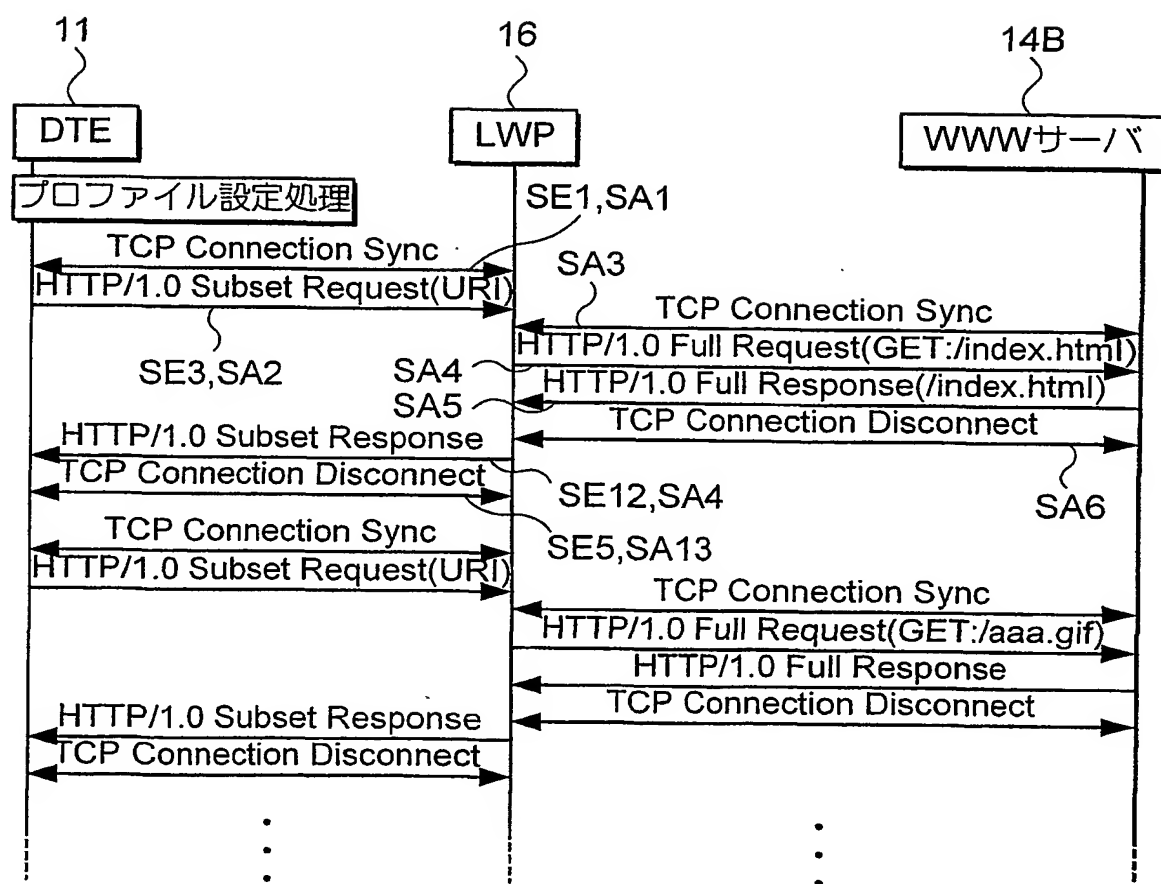 11
16
14B
DTE
LWP
WWWサーバ
プロファイル設定処理
SE1,SA1
TCP Connection Sync
SA3
HTTP/1.0 Subset Request(URI)
TCP Connection Sync
HTTP/1.0 Full Request(GET:/index.html)
SE3,SA2
SA4
HTTP/1.0 Full Response(/index.html)
SA5
TCP Connection Disconnect
HTTP/1.0 Subset Response
TCP Connection Disconnect
SE12,SA4
SA6
TCP Connection Sync
SE5,SA13
HTTP/1.0 Subset Request(URI)
TCP Connection Sync
HTTP/1.0 Full Request(GET:/aaa.gif)
HTTP/1.0 Full Response
TCP Connection Disconnect
HTTP/1.0 Subset Response
TCP Connection Disconnect